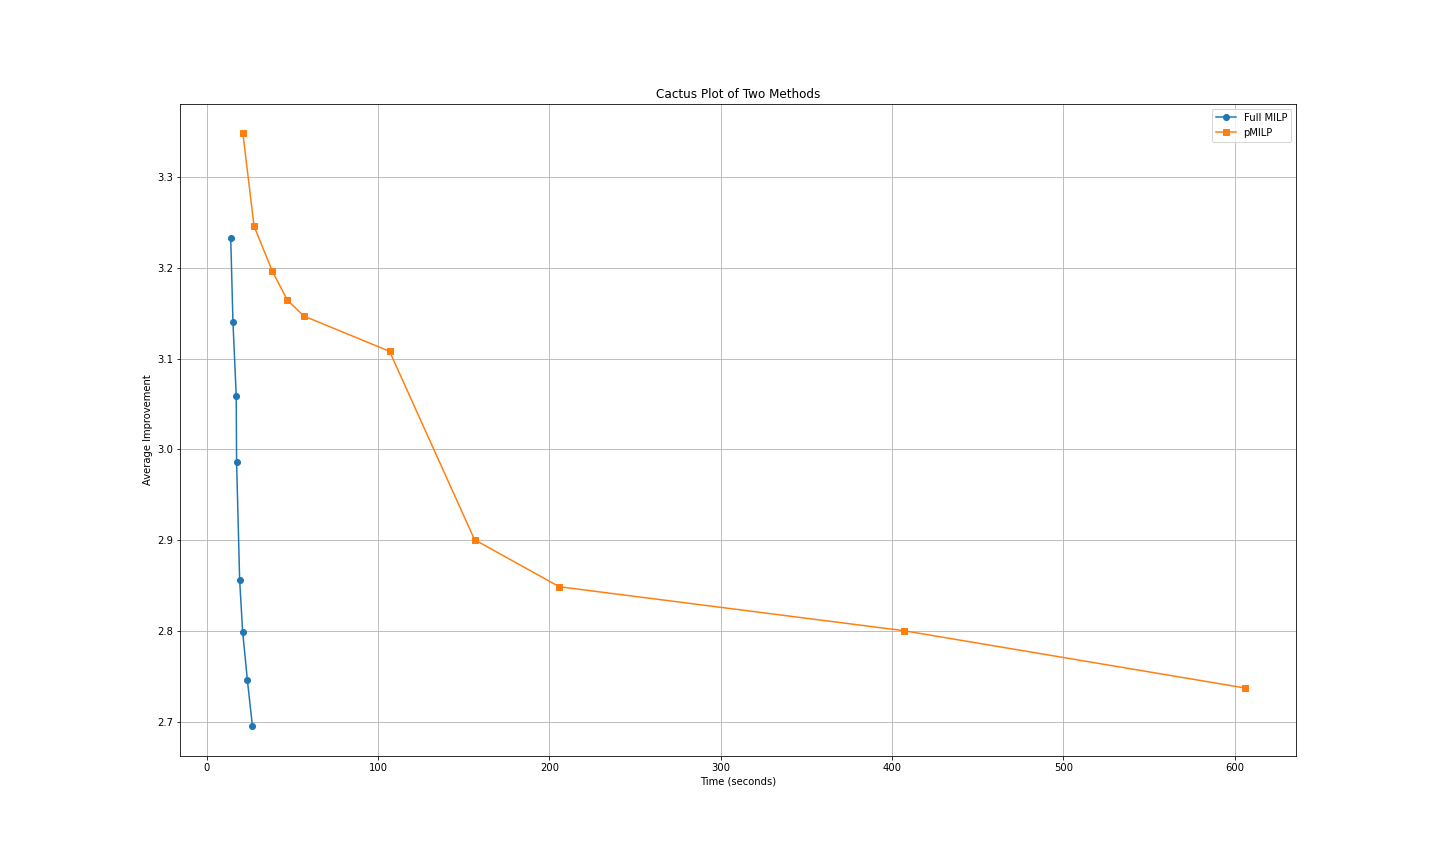 Cactus Plot of Two Methods
Full MILP
pMILP
3.3
3.2
3.1
3.0
2.9
2.8
2.7
Average Improvement
0 100 200 300 400 500 600
Time (seconds)